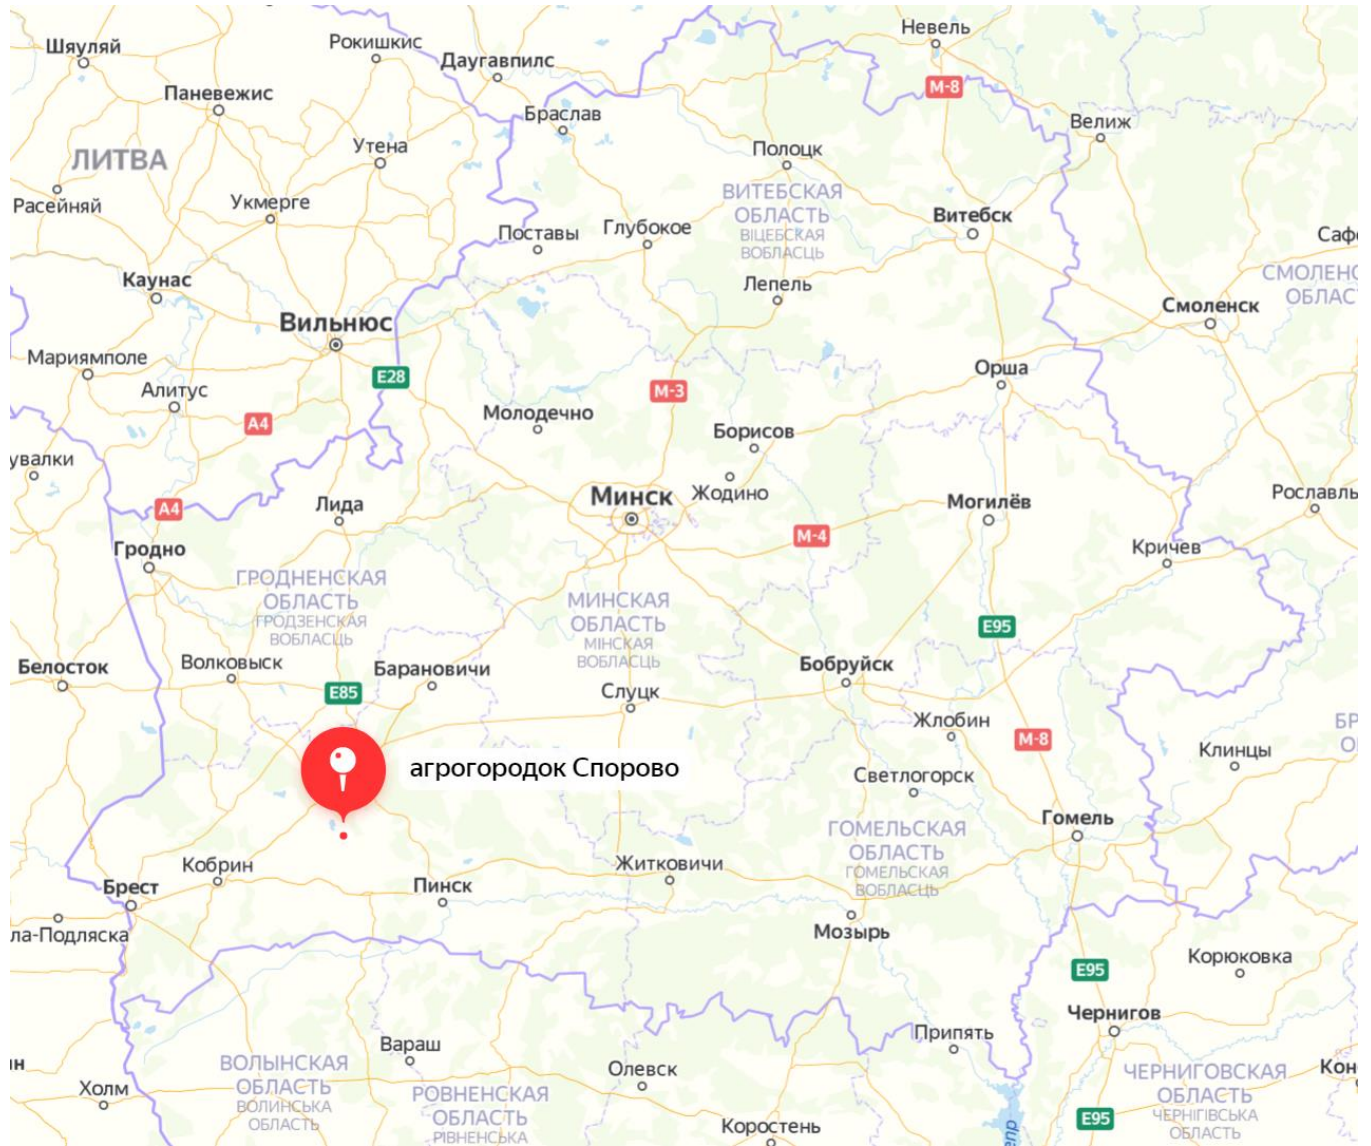 Невель
Рокишкис
Шяуляй
Даугавпилс
M-8
Паневежис
Браслав
Велиж
Утена
Полоцк
ЛИТВА
ВИТЕБСКАЯ
ОБЛАСТЬ
ВІЦЕБСКАЯ
ВОБЛАСЦЬ
Расейняй
Укмерге
Витебск
Поставы
Глубокое
Саф
СМОЛЕНС
ОБЛАС
Каунас
Лепель
Смоленск
Вильнюс
Мариямполе
Орша
E28
Алитус
M-3
Молодечно
A4
Борисов
увалки
Минск
Жодино
Рославль
Лида
Могилёв
A4
M-4
Гродно
Кричев
ГРОДНЕНСКАЯ
ОБЛАСТЬ
ГРОДЗЕНСКАЯ
ВОБЛАСЦЬ
МИНСКАЯ
ОБЛАСТЬ
МІНСКАЯ
ВОБЛАСЦЬ
E95
Белосток
Волковыск
Барановичи
Бобруйск
E85
Слуцк
Жлобин
M-8
БР
О
Клинцы
агрогородок Спорово
Светлогорск
Гомель
ГОМЕЛЬСКАЯ
ОБЛАСТЬ
ГОМЕЛЬСКАЯ
ВОБЛАСЦЬ
Кобрин
Житковичи
Брест
Пинск
ла-Подляска
Мозырь
Корюковка
E95
Чернигов
Припять
Вараш
ВОЛЫНСКАЯ
ОБЛАСТЬ
ВОЛИНСЬКА
ОБЛАСТЬ
н
Олевск
Холм
РОВНЕНСКАЯ
ОБЛАСТЬ
РІВНЕНСЬКА
ЧЕРНИГОВСКАЯ
ОБЛАСТЬ
ЧЕРНІГІВСЬКА
ОБЛАСТЬ
Кон
E95
Коростень